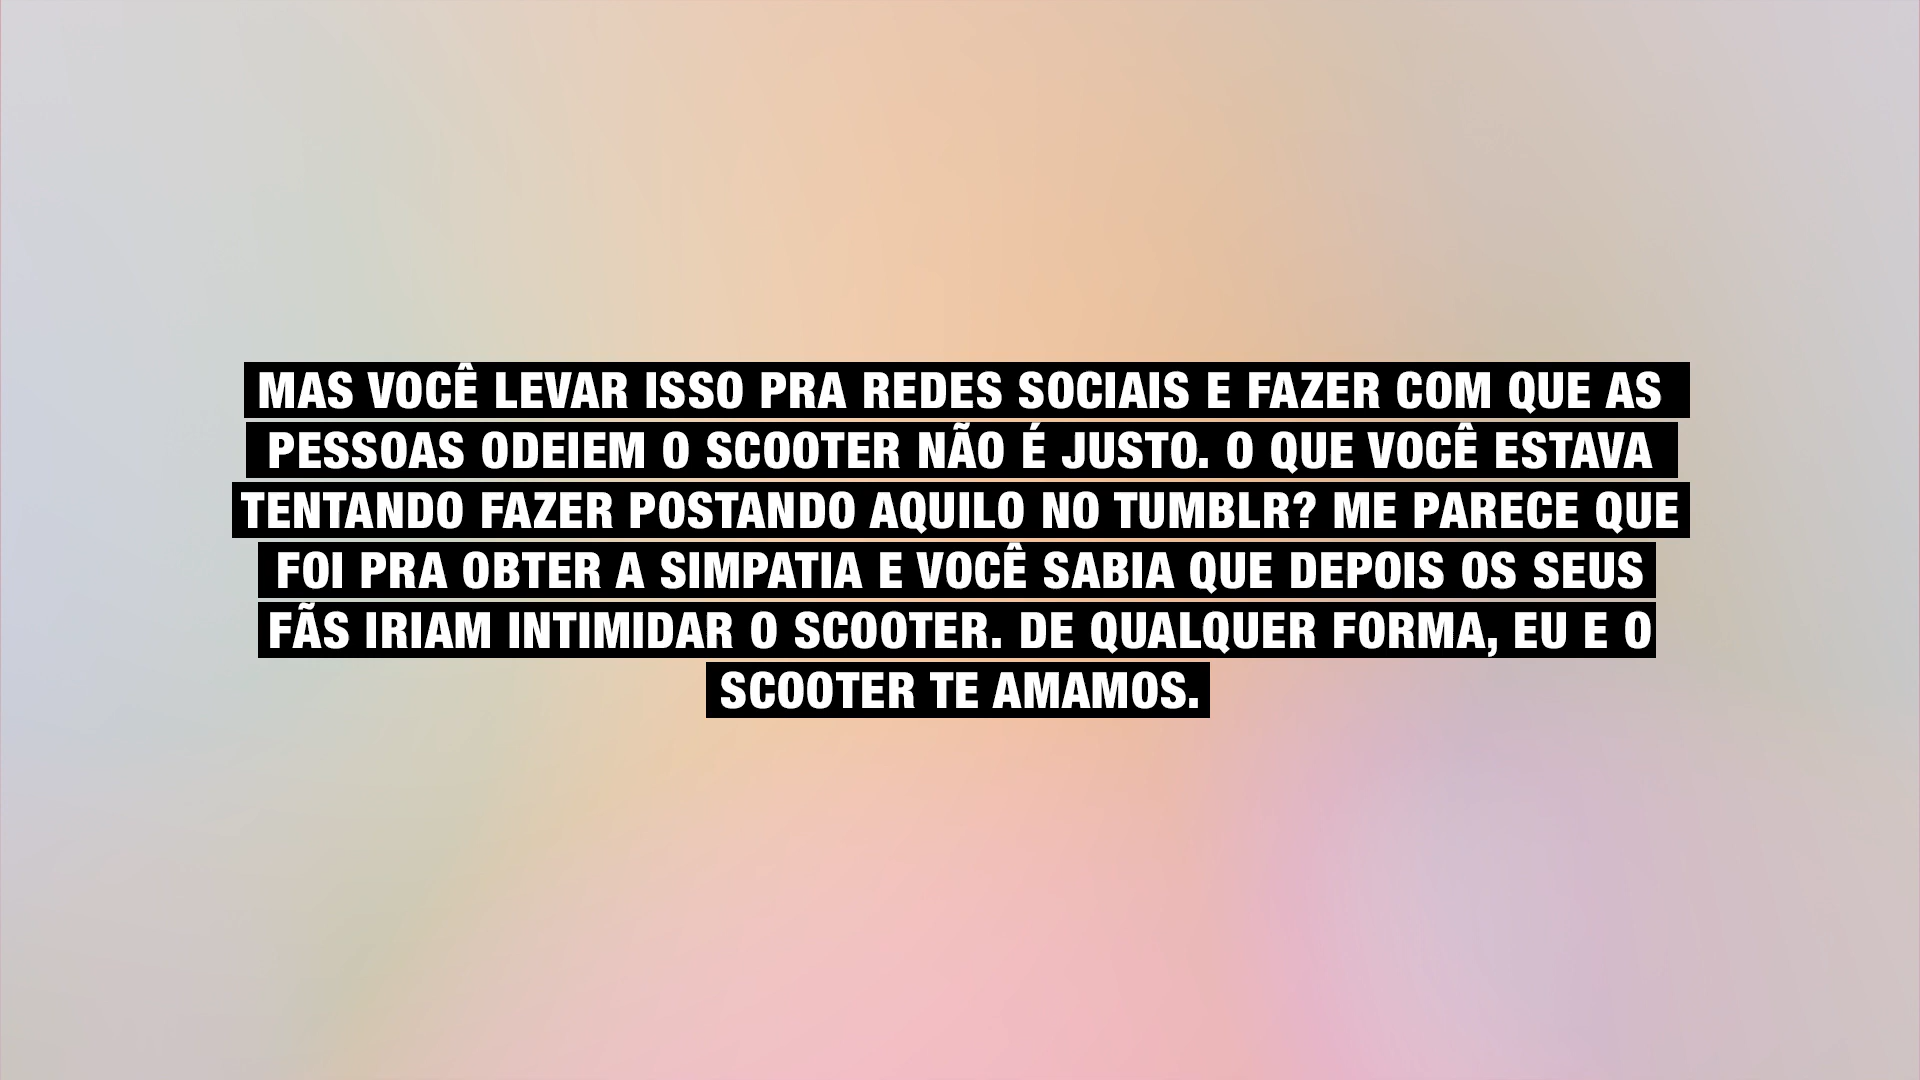 MAS VOCÊ LEVAR ISSO PRA REDES SOCIAIS E FAZER COM QUE AS
PESSOAS ODEIEM O SCOOTER NÃO É JUSTO. O QUE VOCÊ ESTAVA
TENTANDO FAZER POSTANDO AQUILO NO TUMBLR? ME PARECE QUE
FOI PRA OBTER A SIMPATIA E VOCÊ SABIA QUE DEPOIS OS SEUS
FÃS IRIAM INTIMIDAR O SCOOTER. DE QUALQUER FORMA, EU E O
SCOOTER TE AMAMOS.